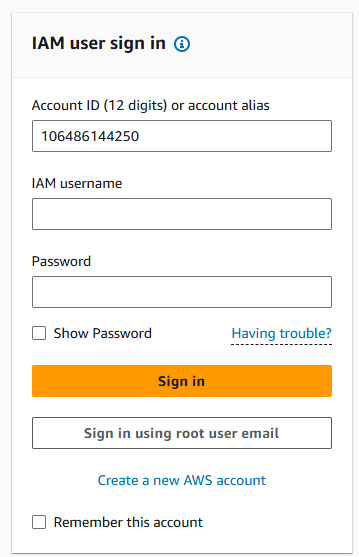 IAM user sign in
Account ID (12 digits) or account alias
106486144250
IAM username
Password
Show Password
Having trouble?
Sign in
Sign in using root user email
Create a new AWS account
Remember this account